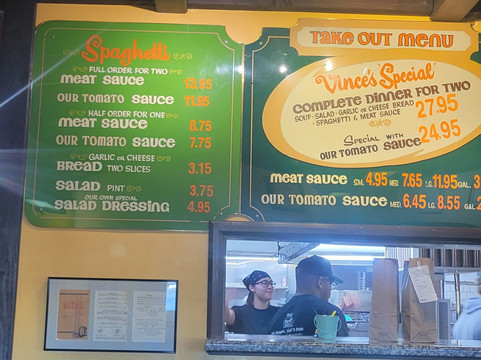 Spaghetti
FULL ORDER FOR TWO
MEAT SAUCE 13.95
OUR TOMATO SAUCE 11.95
HALF ORDER FOR ONE
MEAT SAUCE 8.75
OUR TOMATO SAUCE 7.75
GARLIC OR CHEESE
BREAD TWO SLICES 3.15
SALAD PINT 3.75
OUR OWN SPECIAL
SALAD DRESSING 4.95
TAKE OUT MENU
Vince's 'Special'
COMPLETE DINNER FOR TWO
SOUP - SALAD - GARLIC OR CHEESE BREAD
- SPAGHETTI & MEAT SAUCE 27.95
SPECIAL WITH
OUR TOMATO SAUCE 24.95
MEAT SAUCE SM. 4.95 MED 7.65 LG. 11.95 GAL. 3
OUR TOMATO SAUCE MED 6.45 LG. 8.55 GAL 2